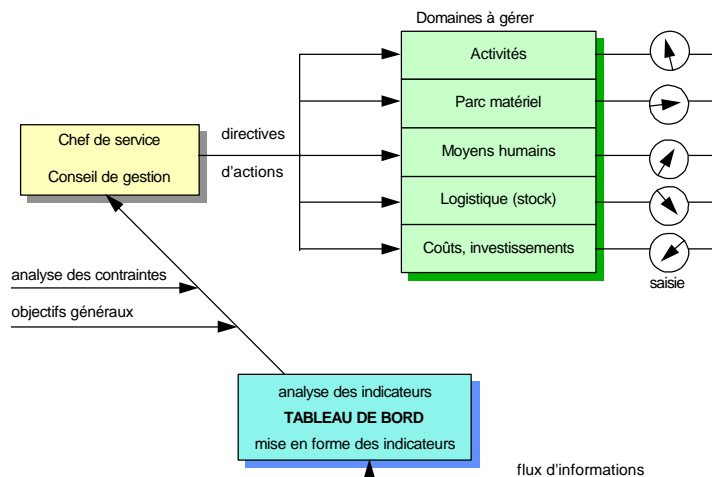 Domaines à gérer
Activités
Parc matériel
Moyens humains
Logistique (stock)
Coûts, investissements
saisie
directives
d'actions
Chef de service
Conseil de gestion
analyse des contraintes
objectifs généraux
analyse des indicateurs
TABLEAU DE BORD
mise en forme des indicateurs
flux d'informations